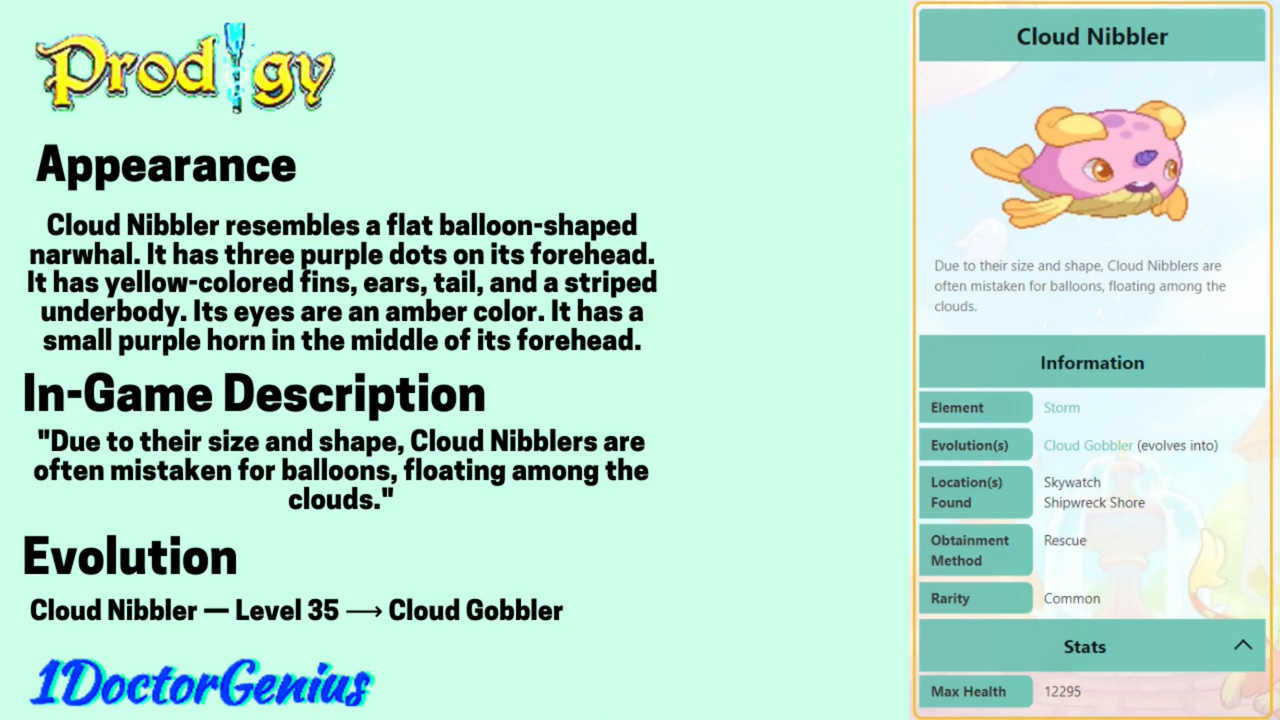 Prodigy
Appearance
Cloud Nibbler resembles a flat balloon-shaped
narwhal. It has three purple dots on its forehead.
It has yellow-colored fins, ears, tail, and a striped
underbody. Its eyes are an amber color. It has a
small purple horn in the middle of its forehead.
In-Game Description
"Due to their size and shape, Cloud Nibblers are
often mistaken for balloons, floating among the
clouds."
Evolution
Cloud Nibbler — Level 35 ⟶ Cloud Gobbler
1DoctorGenius
Cloud Nibbler
Due to their size and shape, Cloud Nibblers are
often mistaken for balloons, floating among the
clouds.
Information
Element Storm
Evolution(s) Cloud Gobbler (evolves into)
Location(s) Skywatch
Found Shipwreck Shore
Obtainment Rescue
Method
Rarity Common
Stats
Max Health 12295